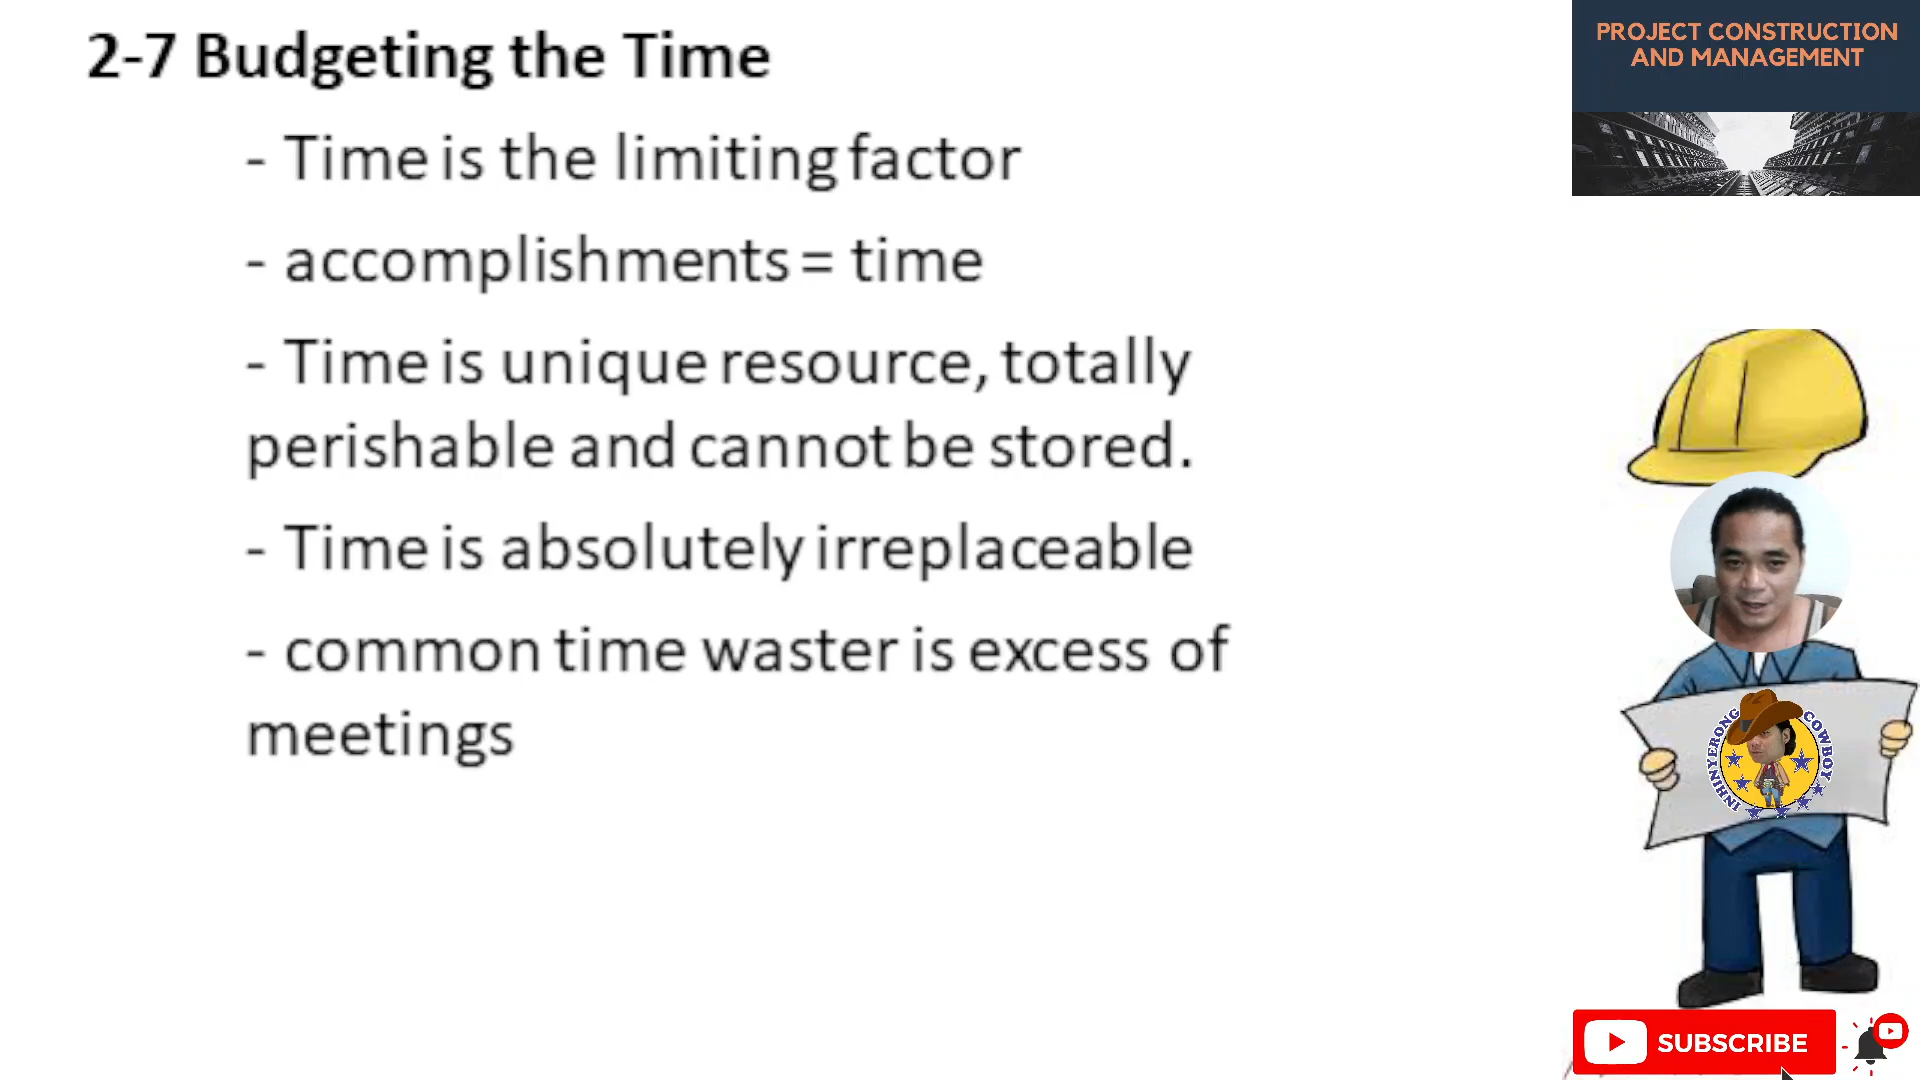 2-7 Budgeting the Time
- Time is the limiting factor
- accomplishments = time
- Time is unique resource, totally
perishable and cannot be stored.
- Time is absolutely irreplaceable
- common time waster is excess of
meetings
PROJECT CONSTRUCTION
AND MANAGEMENT
INHINYERONG COWBOY
SUBSCRIBE